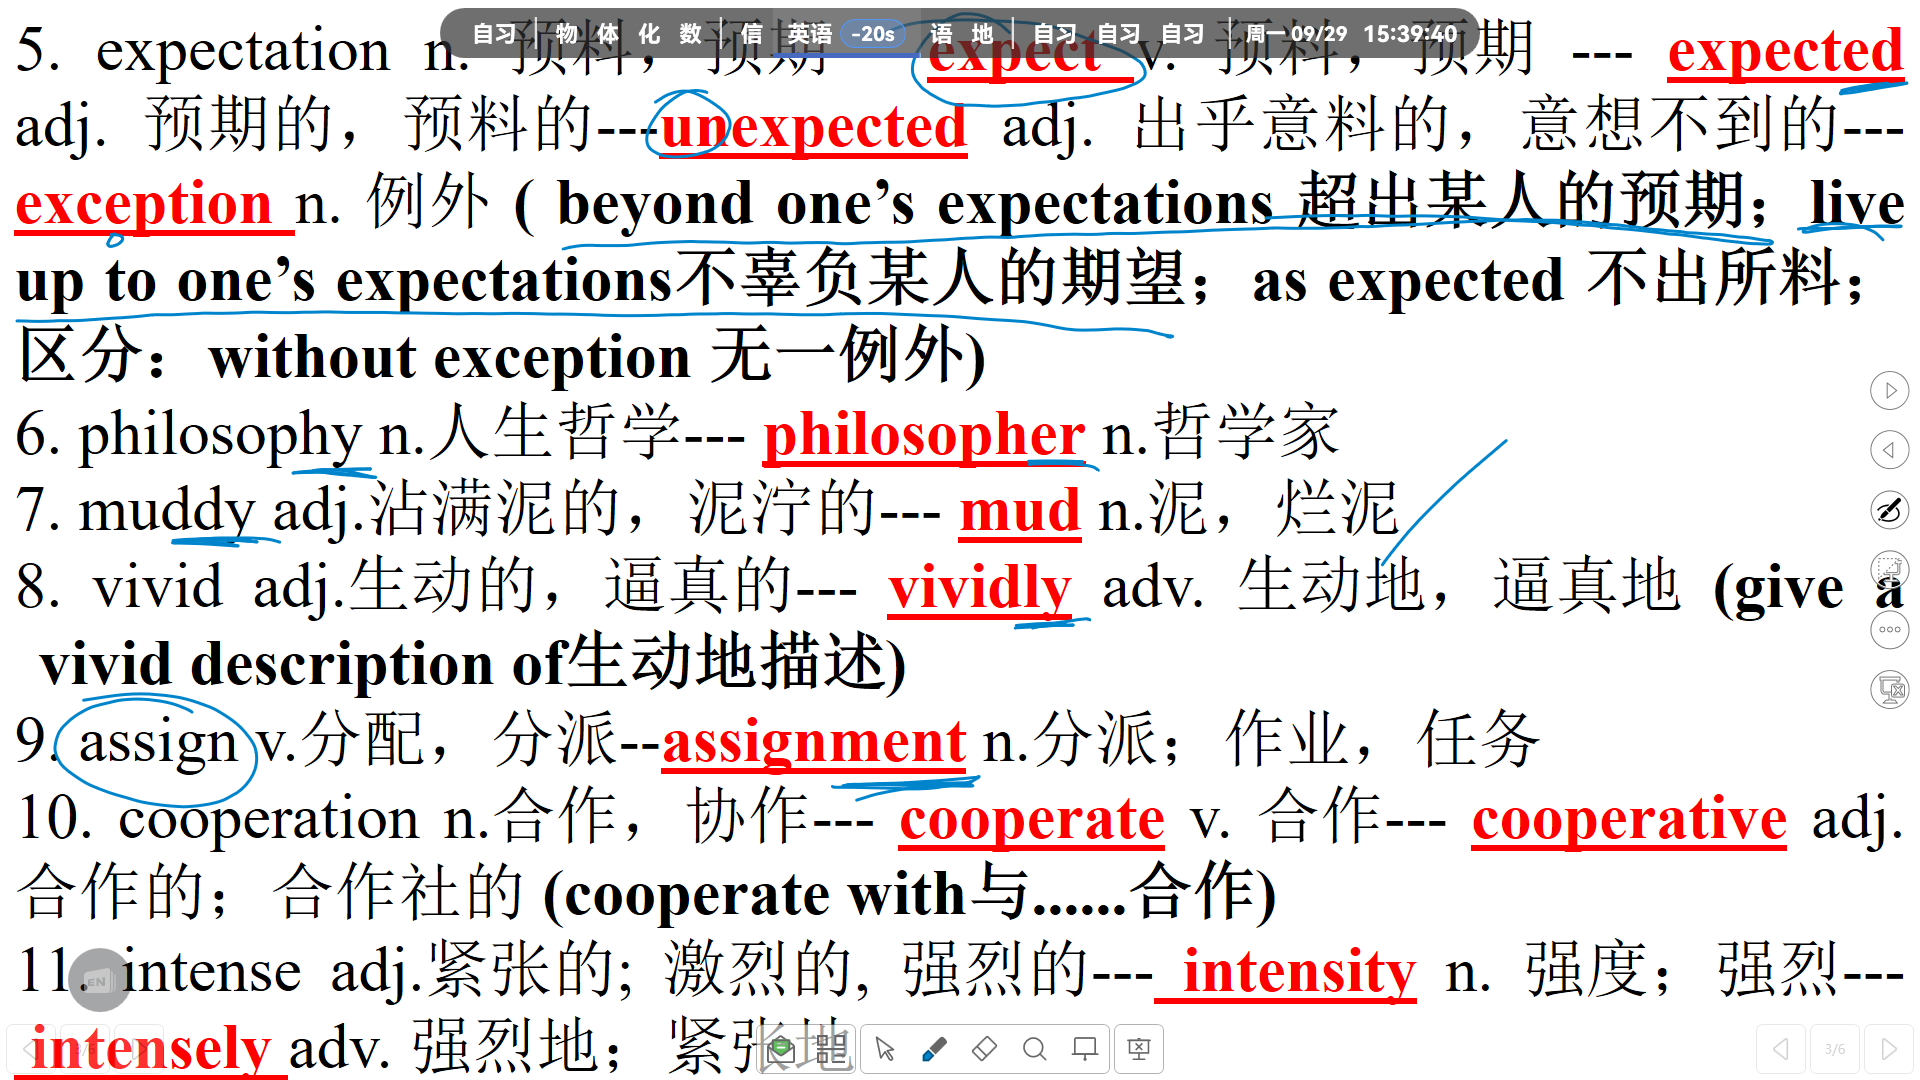 自习 | 物 体 化 数 | 信 英语 -20s 语 地 | 自习 自习 自习 | 周一 09/29 15:39:40
5. expectation n. 预料，预期 expect v. 预料，预期 --- expected
adj. 预期的，预料的---unexpected adj. 出乎意料的，意想不到的---
exception n. 例外 ( beyond one’s expectations 超出某人的预期；live
up to one’s expectations不辜负某人的期望；as expected 不出所料；
区分：without exception 无一例外)
6. philosophy n.人生哲学--- philosopher n.哲学家
7. muddy adj.沾满泥的，泥泞的--- mud n.泥，烂泥
8. vivid adj.生动的，逼真的--- vividly adv. 生动地，逼真地 (give a
vivid description of生动地描述)
9. assign v.分配，分派--assignment n.分派；作业，任务
10. cooperation n.合作，协作--- cooperate v. 合作--- cooperative adj.
合作的；合作社的 (cooperate with与......合作)
11. intense adj.紧张的; 激烈的, 强烈的--- intensity n. 强度；强烈---
EN
intensely adv. 强烈地；紧张地
3/6
3/6